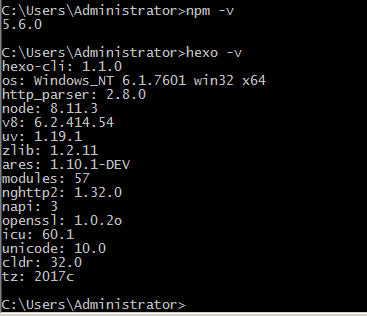 C:\Users\Administrator>npm -v
5.6.0
C:\Users\Administrator>hexo -v
hexo-cli: 1.1.0
os: Windows_NT 6.1.7601 win32 x64
http_parser: 2.8.0
node: 8.11.3
v8: 6.2.414.54
uv: 1.19.1
zlib: 1.2.11
ares: 1.10.1-DEV
modules: 57
nghttp2: 1.32.0
napi: 3
openssl: 1.0.2o
icu: 60.1
unicode: 10.0
cldr: 32.0
tz: 2017c
C:\Users\Administrator>